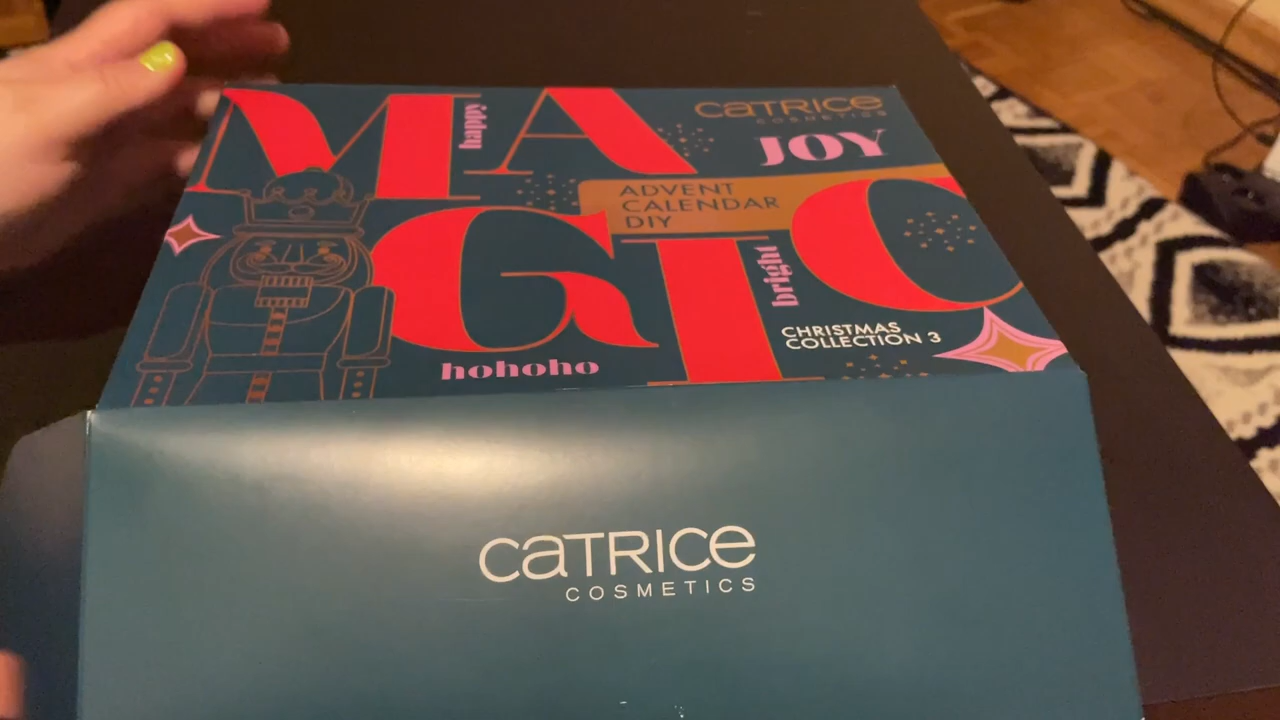 MAGIC
happy
CATRICE
COSMETICS
JOY
ADVENT
CALENDAR
DIY
bright
CHRISTMAS
COLLECTION 3
hohoho
CATRICE
COSMETICS